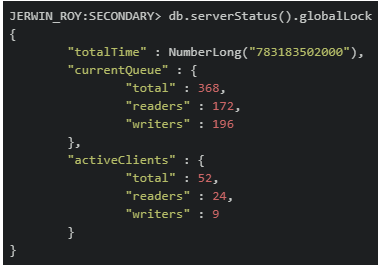 JERWIN_ROY:SECONDARY> db.serverStatus().globalLock
{
        "totalTime" : NumberLong("783183502000"),
        "currentQueue" : {
                "total" : 368,
                "readers" : 172,
                "writers" : 196
        },
        "activeClients" : {
                "total" : 52,
                "readers" : 24,
                "writers" : 9
        }
}